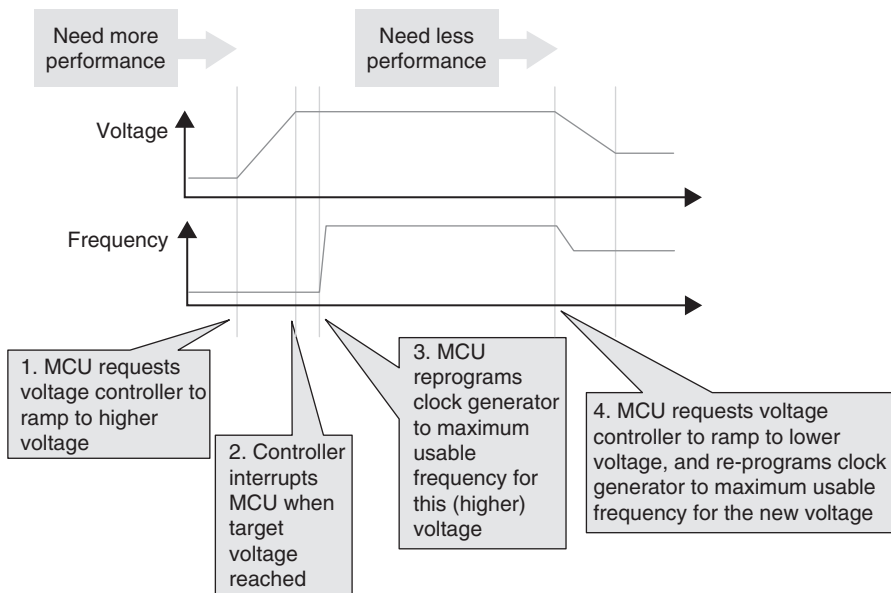 Need more
performance
Need less
performance
Voltage
Frequency
1. MCU requests
voltage controller to
ramp to higher
voltage
2. Controller
interrupts
MCU when
target
voltage
reached
3. MCU
reprograms
clock generator
to maximum
usable
frequency for
this (higher)
voltage
4. MCU requests voltage
controller to ramp to lower
voltage, and re-programs clock
generator to maximum usable
frequency for the new voltage